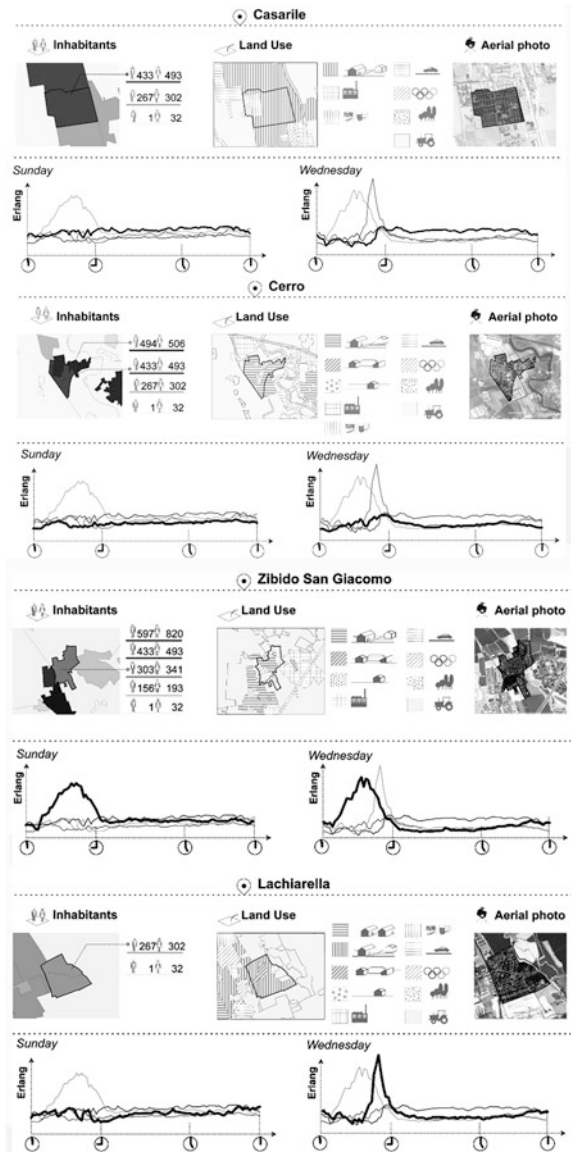 Casarile
Inhabitants Land Use Aerial photo
433 493
267 302
1 32
Sunday Wednesday
Erlang Erlang
Cerro
Inhabitants Land Use Aerial photo
494 506
433 493
267 302
1 32
Sunday Wednesday
Erlang Erlang
Zibido San Giacomo
Inhabitants Land Use Aerial photo
597 820
433 493
303 341
156 193
1 32
Sunday Wednesday
Erlang Erlang
Lachiarella
Inhabitants Land Use Aerial photo
267 302
1 32
Sunday Wednesday
Erlang Erlang